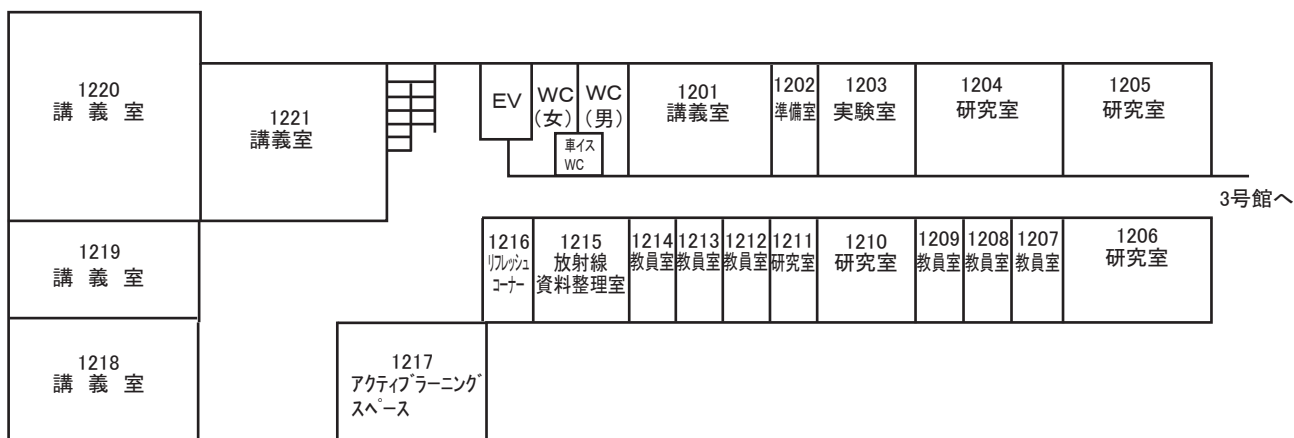 1220
講 義 室
1221
講義室
EV
WC
(女)
WC
(男)
車イス
WC
1201
講義室
1202
準備室
1203
実験室
1204
研究室
1205
研究室
3号館へ
1219
講 義 室
1216
リフレッシュ
コーナー
1215
放射線
資料整理室
1214
教員室
1213
教員室
1212
教員室
1211
研究室
1210
研究室
1209
教員室
1208
教員室
1207
教員室
1206
研究室
1218
講 義 室
1217
アクティブラーニング
スペース